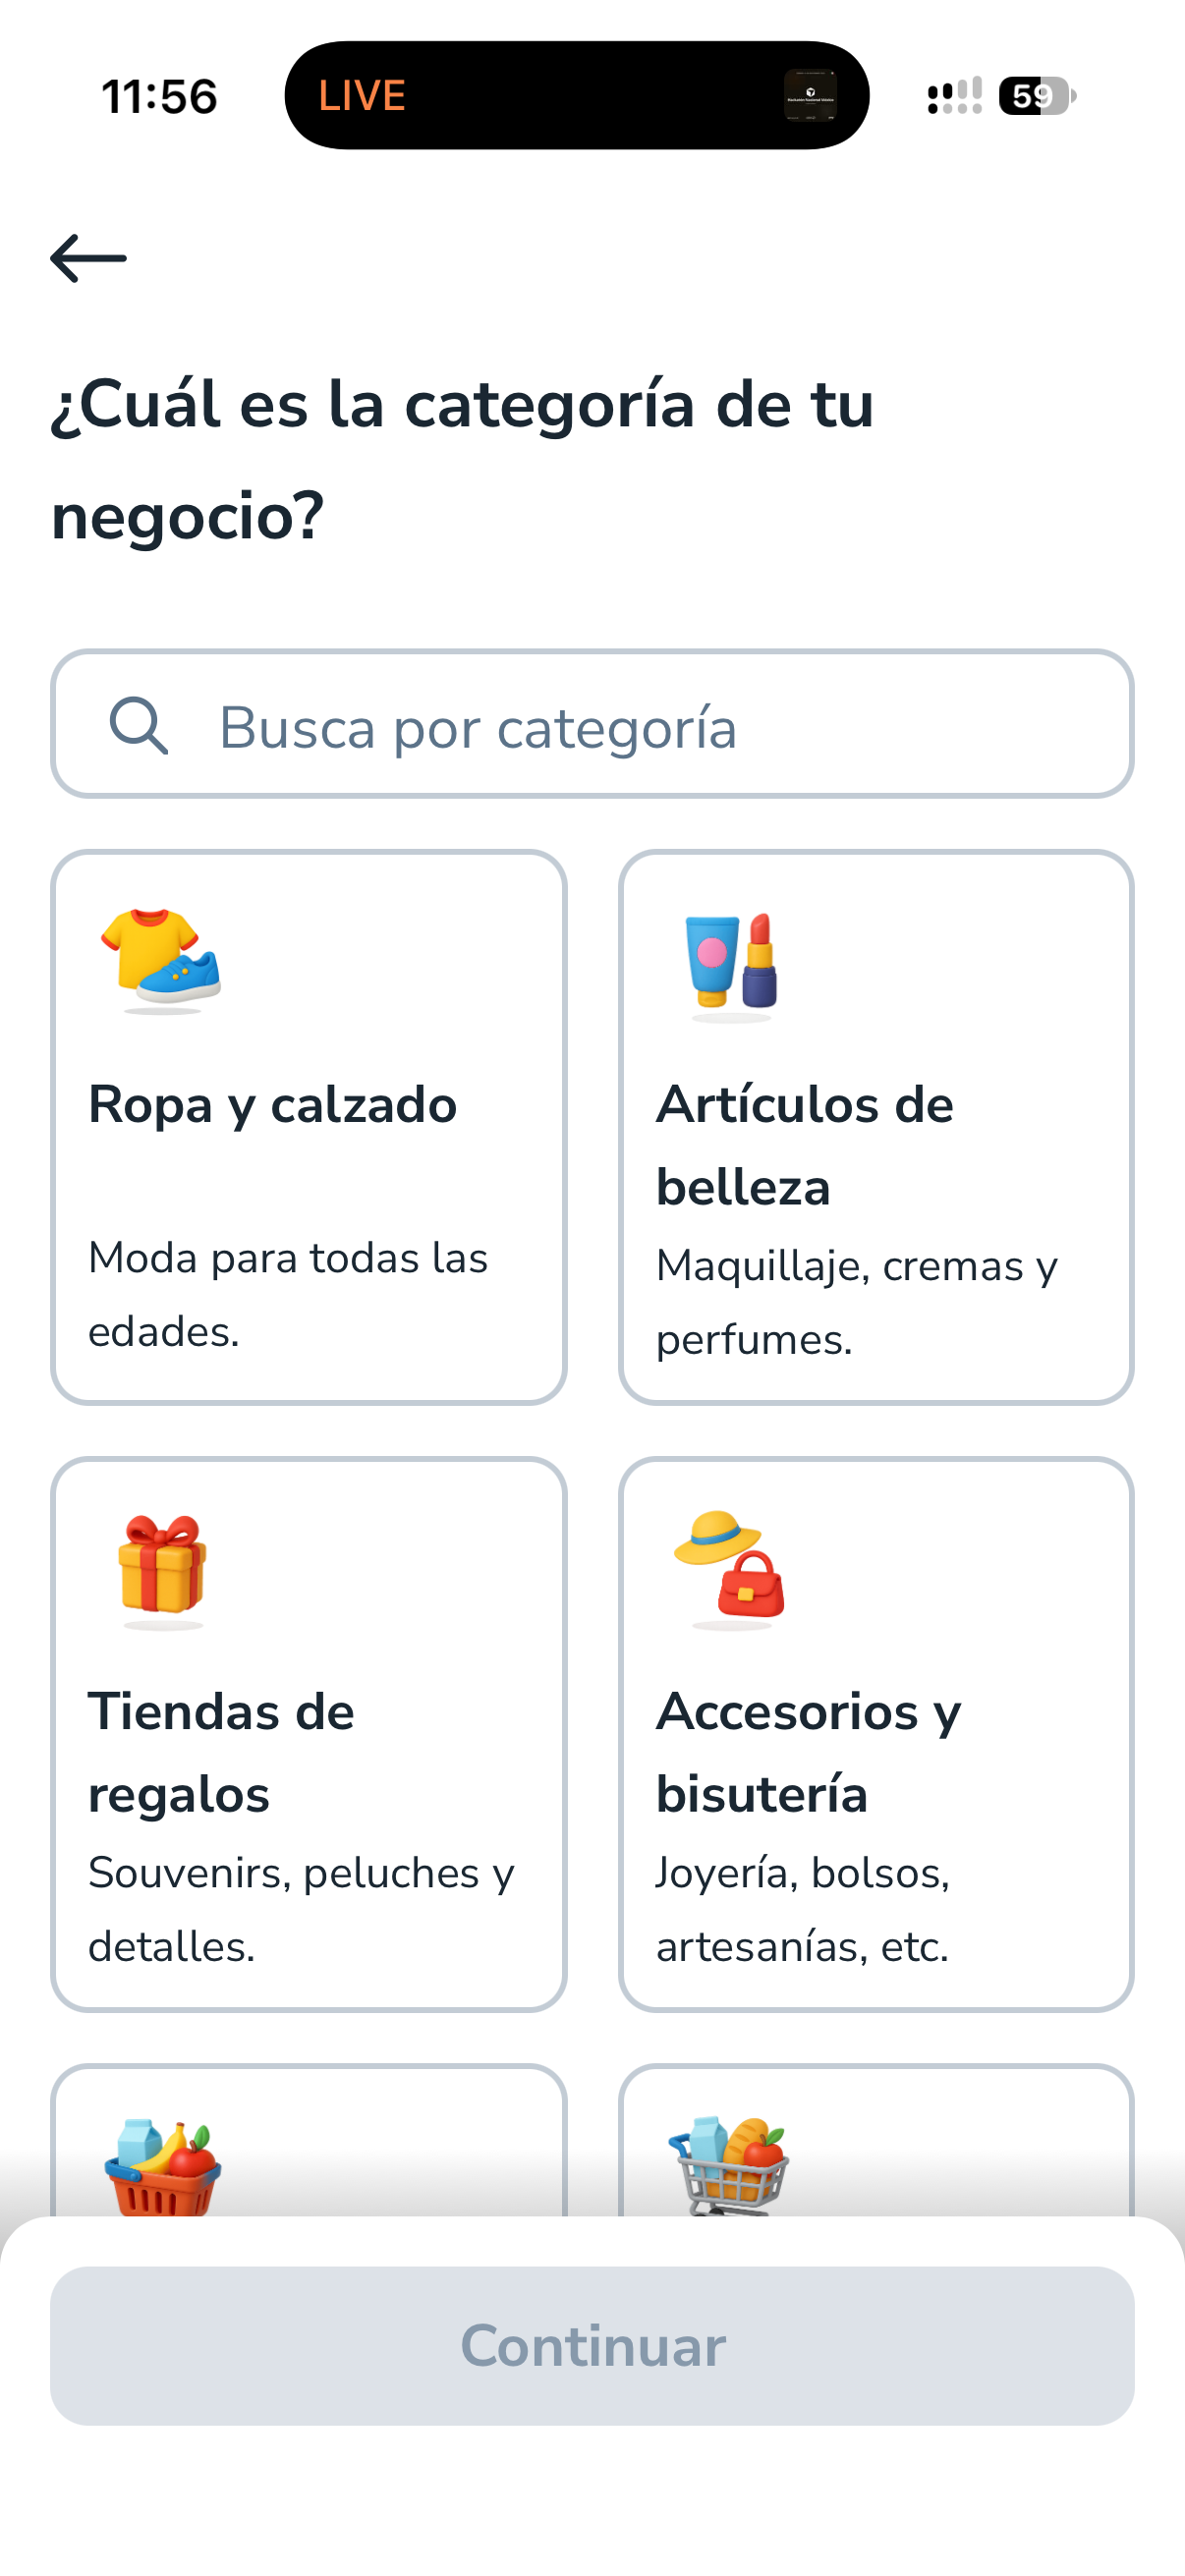 11:56
LIVE
59
¿Cuál es la categoría de tu
negocio?
Busca por categoría
Ropa y calzado
Moda para todas las
edades.
Artículos de
belleza
Maquillaje, cremas y
perfumes.
Tiendas de
regalos
Souvenirs, peluches y
detalles.
Accesorios y
bisutería
Joyería, bolsos,
artesanías, etc.
Continuar